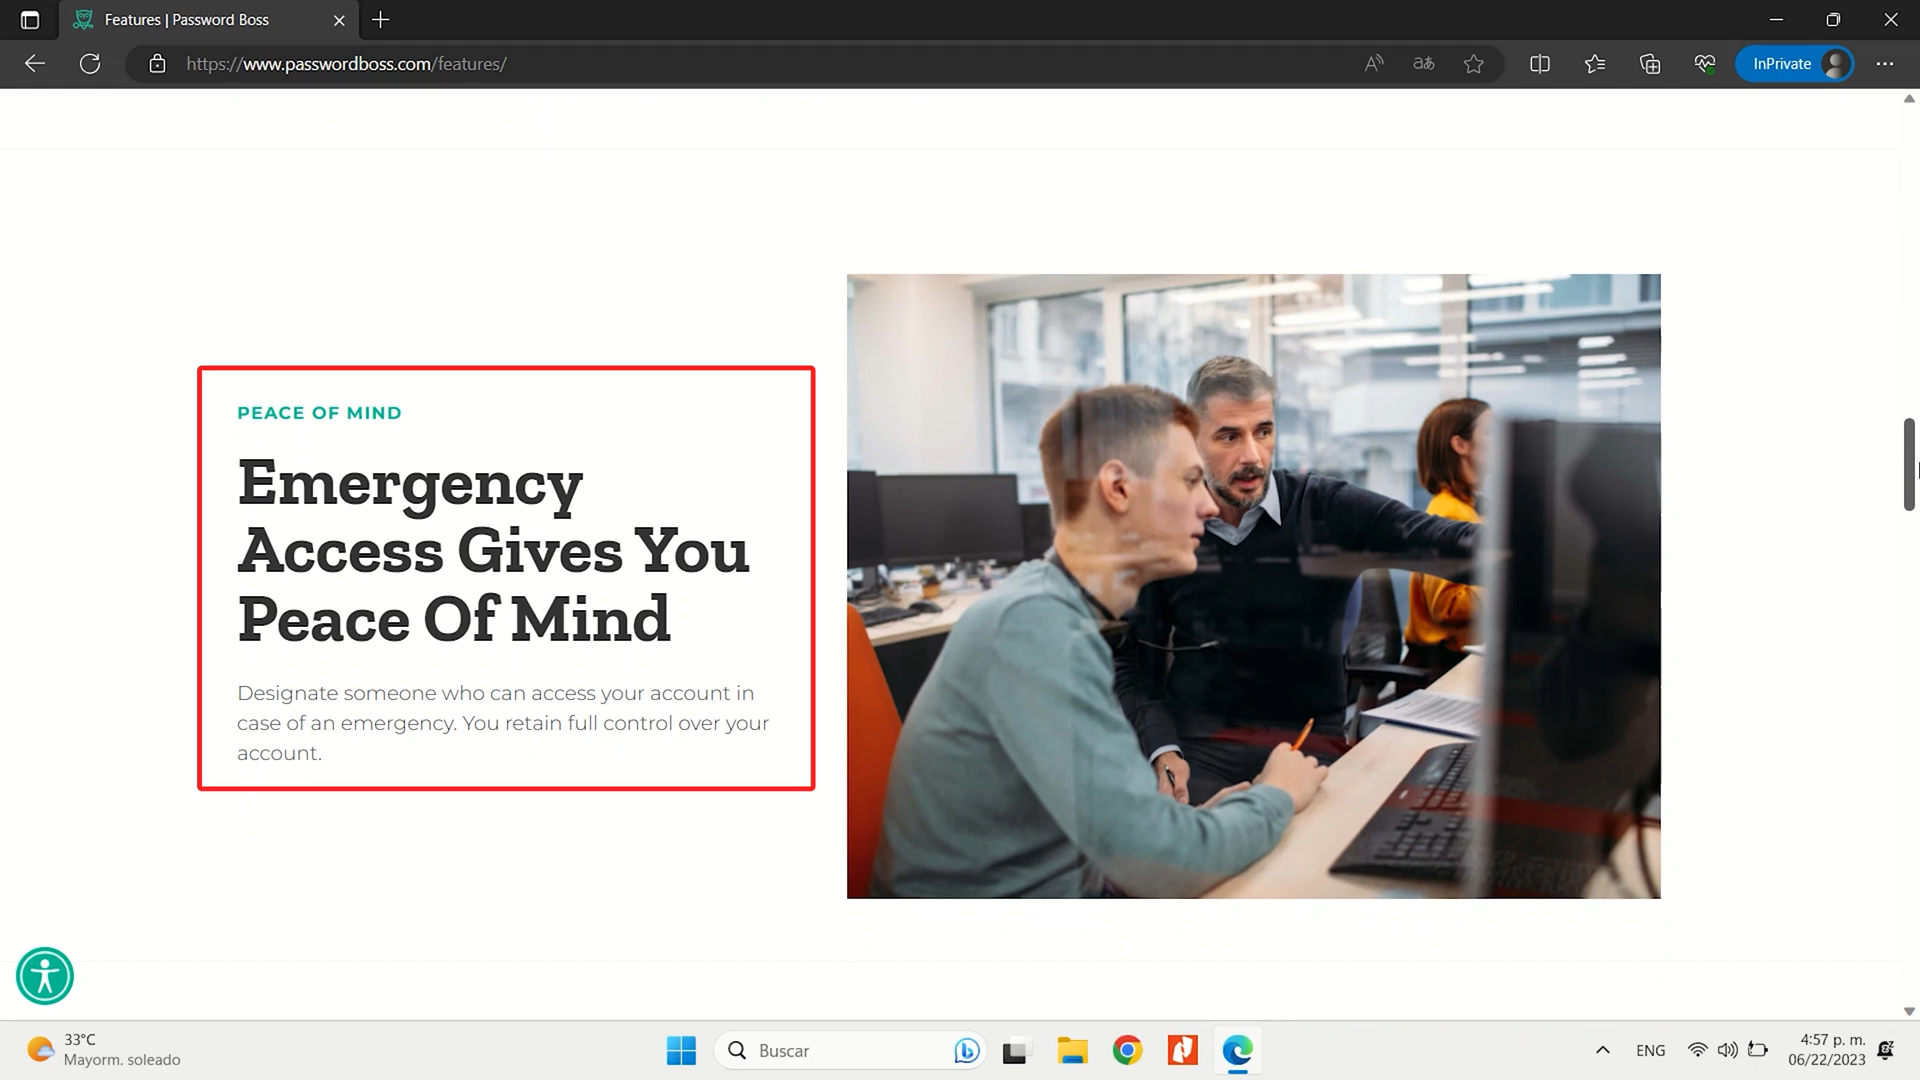 Features | Password Boss
https://www.passwordboss.com/features/
InPrivate
PEACE OF MIND
Emergency
Access Gives You
Peace Of Mind
Designate someone who can access your account in
case of an emergency. You retain full control over your
account.
33°C
Mayorm. soleado
Buscar
ENG
4:57 p. m.
06/22/2023